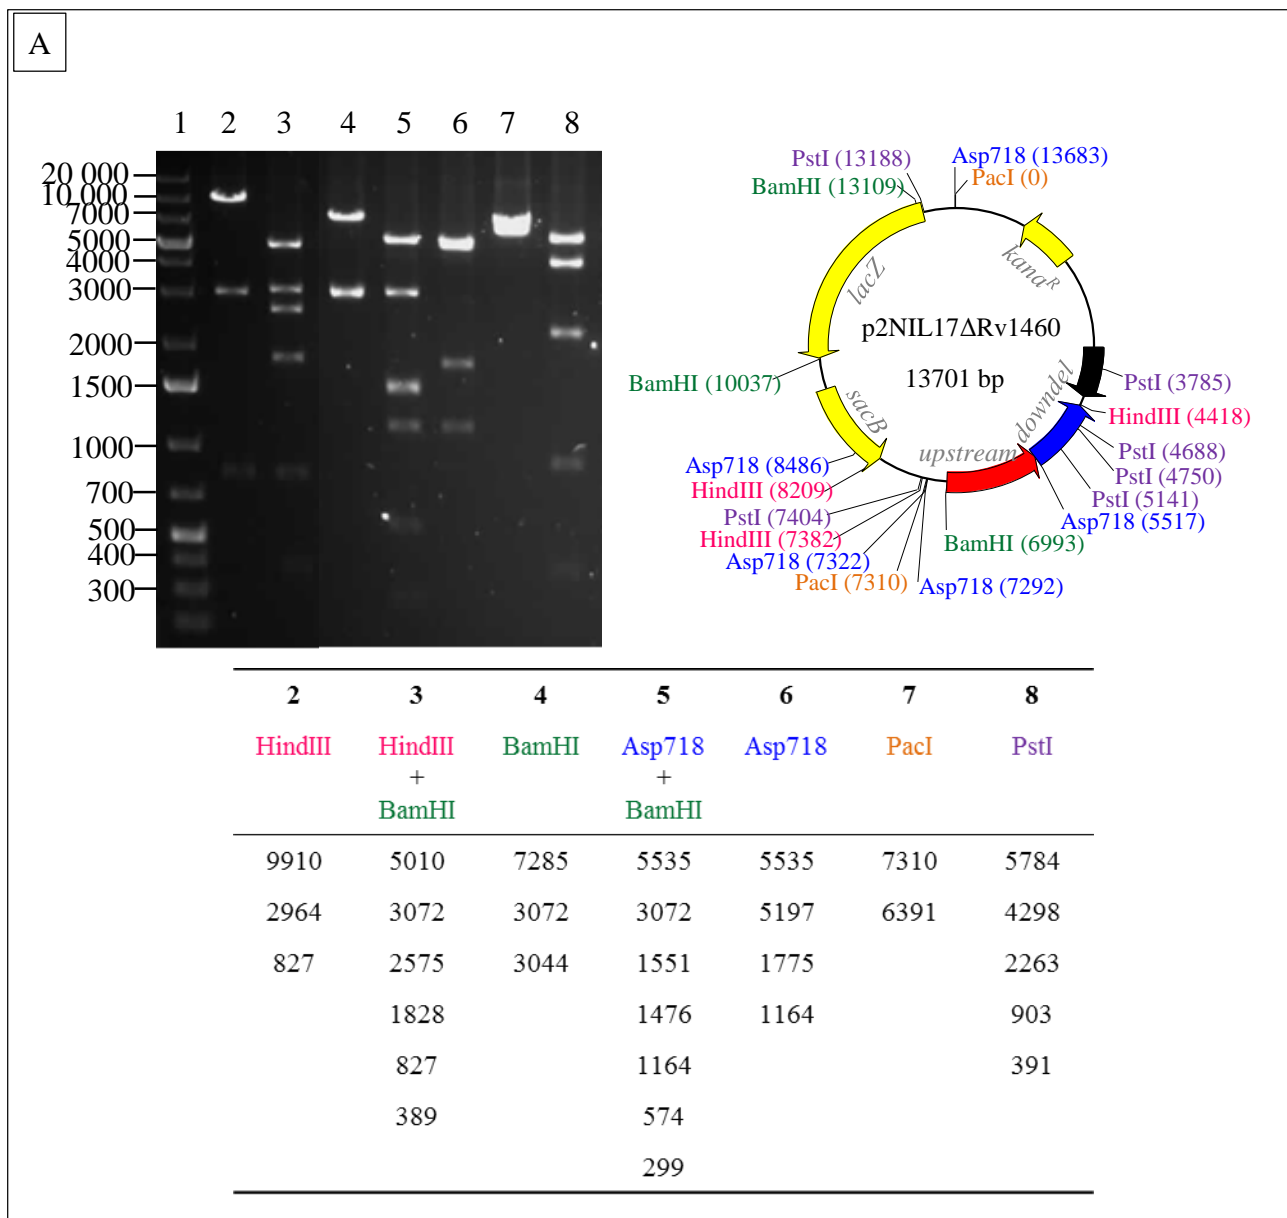 A
1 2 3 4 5 6 7 8
20 000
10 000
7000
5000
4000
3000
2000
1500
1000
700
500
400
300
PstI (13188)
Asp718 (13683)
BamHI (13109)
PacI (0)
kanaᴿ
lacZ
p2NIL17ΔRv1460
13701 bp
BamHI (10037)
PstI (3785)
sacB
downdel
HindIII (4418)
upstream
PstI (4688)
Asp718 (8486)
PstI (4750)
HindIII (8209)
PstI (5141)
PstI (7404)
Asp718 (5517)
HindIII (7382)
BamHI (6993)
Asp718 (7322)
PacI (7310)
Asp718 (7292)
2 3 4 5 6 7 8
HindIII HindIII BamHI Asp718 Asp718 PacI PstI
+ +
BamHI BamHI
9910 5010 7285 5535 5535 7310 5784
2964 3072 3072 3072 5197 6391 4298
827 2575 3044 1551 1775 2263
1828 1476 1164 903
827 1164 391
389 574
299